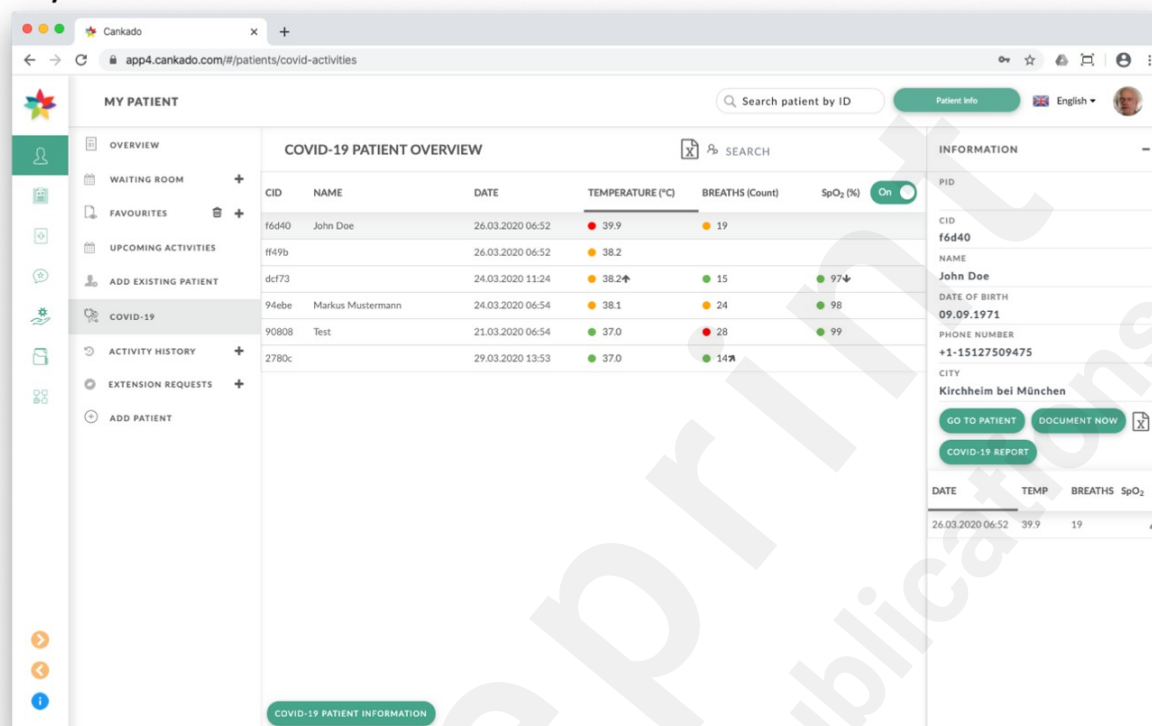 Cankado
app4.cankado.com/#/patients/covid-activities
MY PATIENT
Search patient by ID
Patient Info
English
OVERVIEW
WAITING ROOM +
FAVOURITES +
UPCOMING ACTIVITIES
ADD EXISTING PATIENT
COVID-19
ACTIVITY HISTORY +
EXTENSION REQUESTS +
ADD PATIENT
COVID-19 PATIENT OVERVIEW
SEARCH
CID NAME DATE TEMPERATURE (°C) BREATHS (Count) SpO₂ (%) On
f6d40 John Doe 26.03.2020 06:52 39.9 19
ff49b 26.03.2020 06:52 38.2
dcf73 24.03.2020 11:24 38.2↑ 15 97↓
94ebe Markus Mustermann 24.03.2020 06:54 38.1 24 98
90808 Test 21.03.2020 06:54 37.0 28 99
2780c 29.03.2020 13:53 37.0 14↗
COVID-19 PATIENT INFORMATION
INFORMATION
PID
CID
f6d40
NAME
John Doe
DATE OF BIRTH
09.09.1971
PHONE NUMBER
+1-15127509475
CITY
Kirchheim bei München
GO TO PATIENT
DOCUMENT NOW
COVID-19 REPORT
DATE TEMP BREATHS SpO₂
26.03.2020 06:52 39.9 19
eprint
ublications